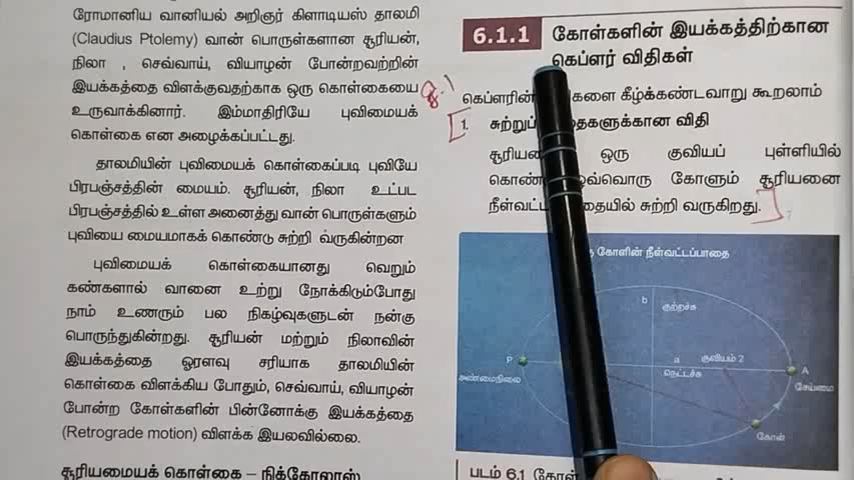 ரோமானிய வானியல் அறிஞர் கிளாடியஸ் தாலமி
(Claudius Ptolemy) வான் பொருள்களான சூரியன்,
நிலா , செவ்வாய், வியாழன் போன்றவற்றின்
இயக்கத்தை விளக்குவதற்காக ஒரு கொள்கையை
உருவாக்கினார். இம்மாதிரியே புவிமையக்
கொள்கை என அழைக்கப்பட்டது.
தாலமியின் புவிமையக் கொள்கைப்படி புவியே
பிரபஞ்சத்தின் மையம். சூரியன், நிலா உட்பட
பிரபஞ்சத்தில் உள்ள அனைத்து வான் பொருள்களும்
புவியை மையமாகக் கொண்டு சுற்றி வருகின்றன
புவிமையக் கொள்கையானது வெறும்
கண்களால் வானை உற்று நோக்கிடும்போது
நாம் உணரும் பல நிகழ்வுகளுடன் நன்கு
பொருந்துகின்றது. சூரியன் மற்றும் நிலாவின்
இயக்கத்தை ஓரளவு சரியாக தாலமியின்
கொள்கை விளக்கிய போதும், செவ்வாய், வியாழன்
போன்ற கோள்களின் பின்னோக்கு இயக்கத்தை
(Retrograde motion) விளக்க இயலவில்லை.
சூரியமையக் கொள்கை – நிக்கோலஸ்
6.1.1 கோள்களின் இயக்கத்திற்கான
கெப்ளர் விதிகள்
கெப்ளரின் கீழ்க்கண்டவாறு கூறலாம்
1. விதி
ஒரு குவியப் புள்ளியில்
கோளும் சூரியனை
சுற்றி வருகிறது.
கோளின் நீள்வட்டப்பாதை
b குற்றச்சு
P a குவியம் 2 A
அண்மைநிலை நெட்டச்சு சேய்மை
கோள்
படம் 6.1